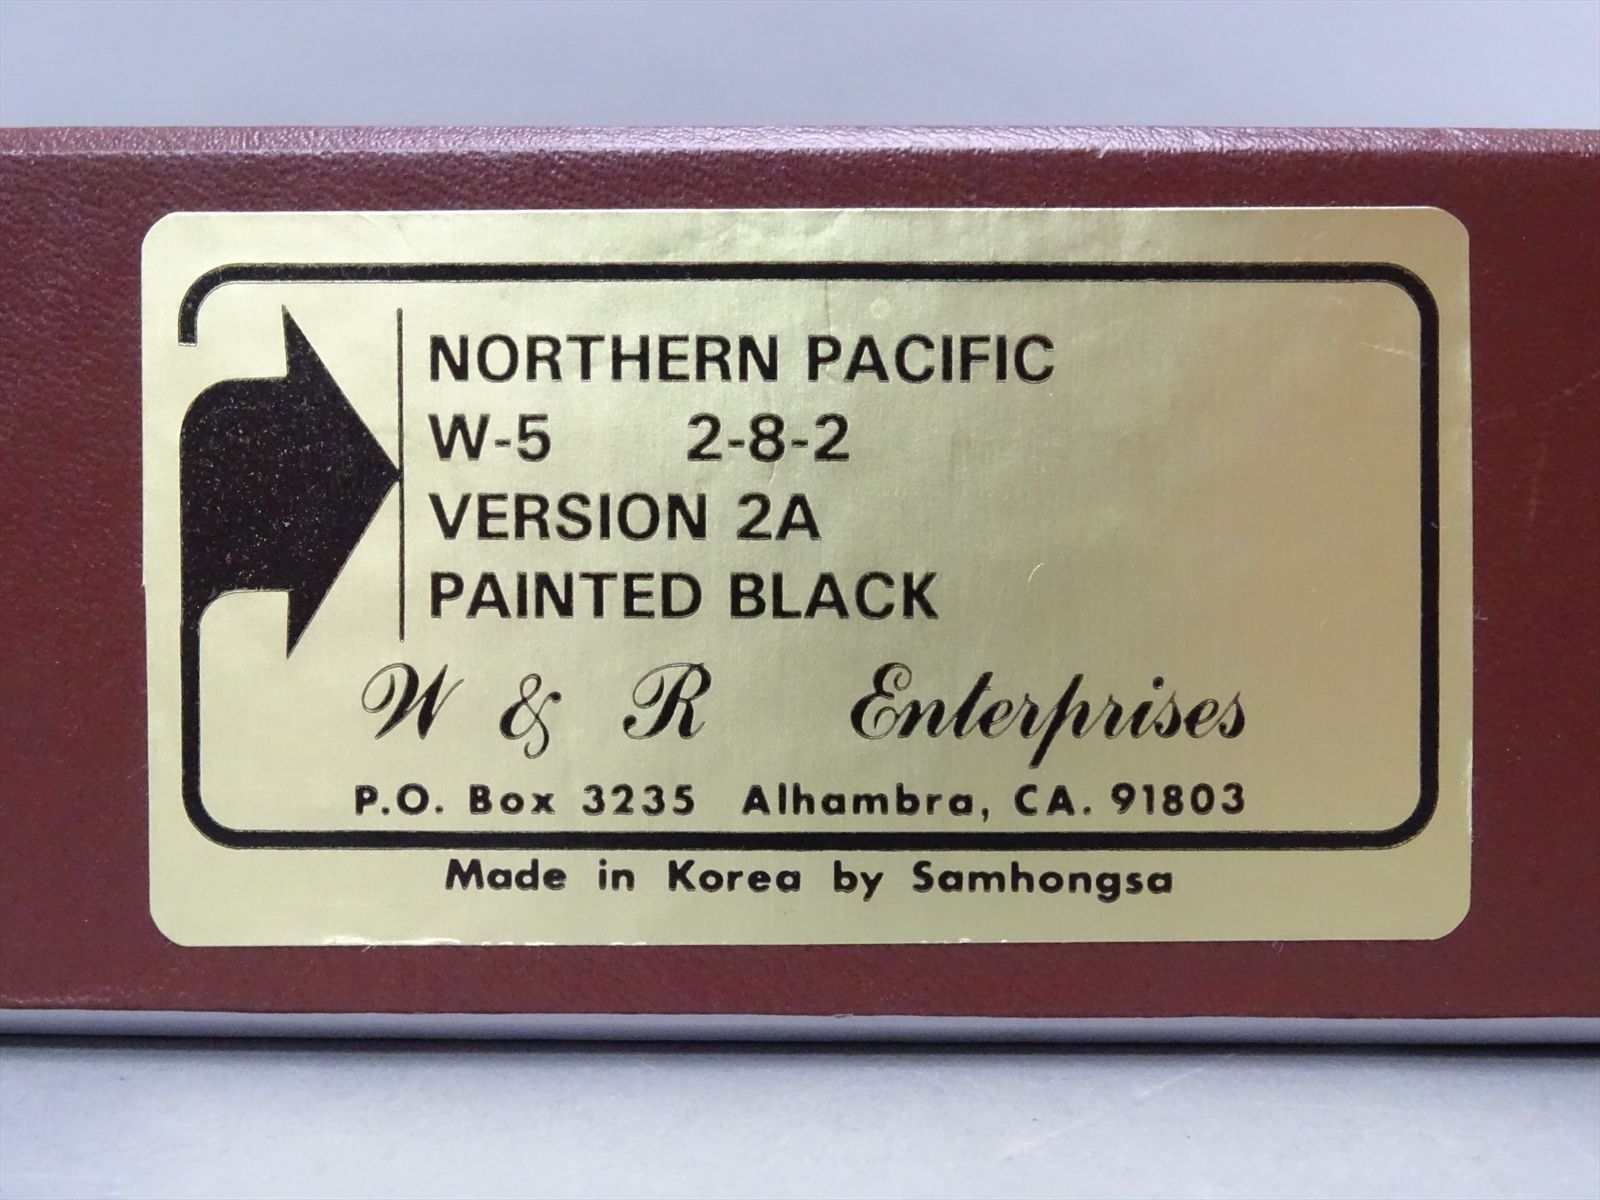 NORTHERN PACIFIC
W-5 2-8-2
VERSION 2A
PAINTED BLACK
W & R Enterprises
P.O. Box 3235 Alhambra, CA. 91803
Made in Korea by Samhongsa